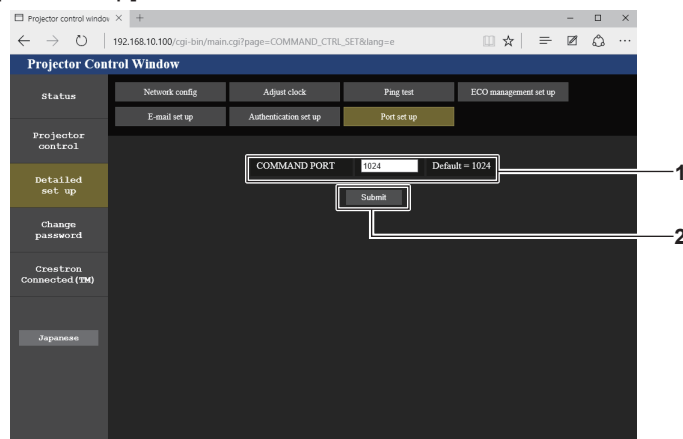 Projector control window
192.168.10.100/cgi-bin/main.cgi?page=COMMAND_CTRL_SET&lang=e
Projector Control Window
Status
Network config
Adjust clock
Ping test
ECO management set up
E-mail set up
Authentication set up
Port set up
Projector
control
COMMAND PORT 1024 Default = 1024
1
Detailed
set up
Submit
2
Change
password
Crestron
Connected(TM)
Japanese